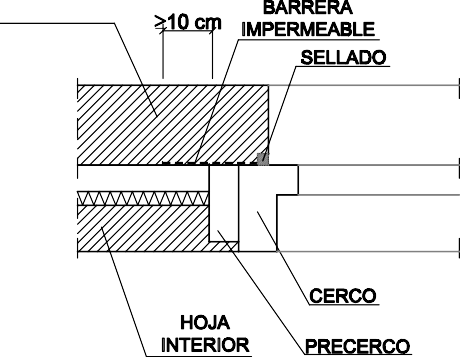 ≥10 cm
BARRERA
IMPERMEABLE
SELLADO
CERCO
HOJA
INTERIOR
PRECERCO